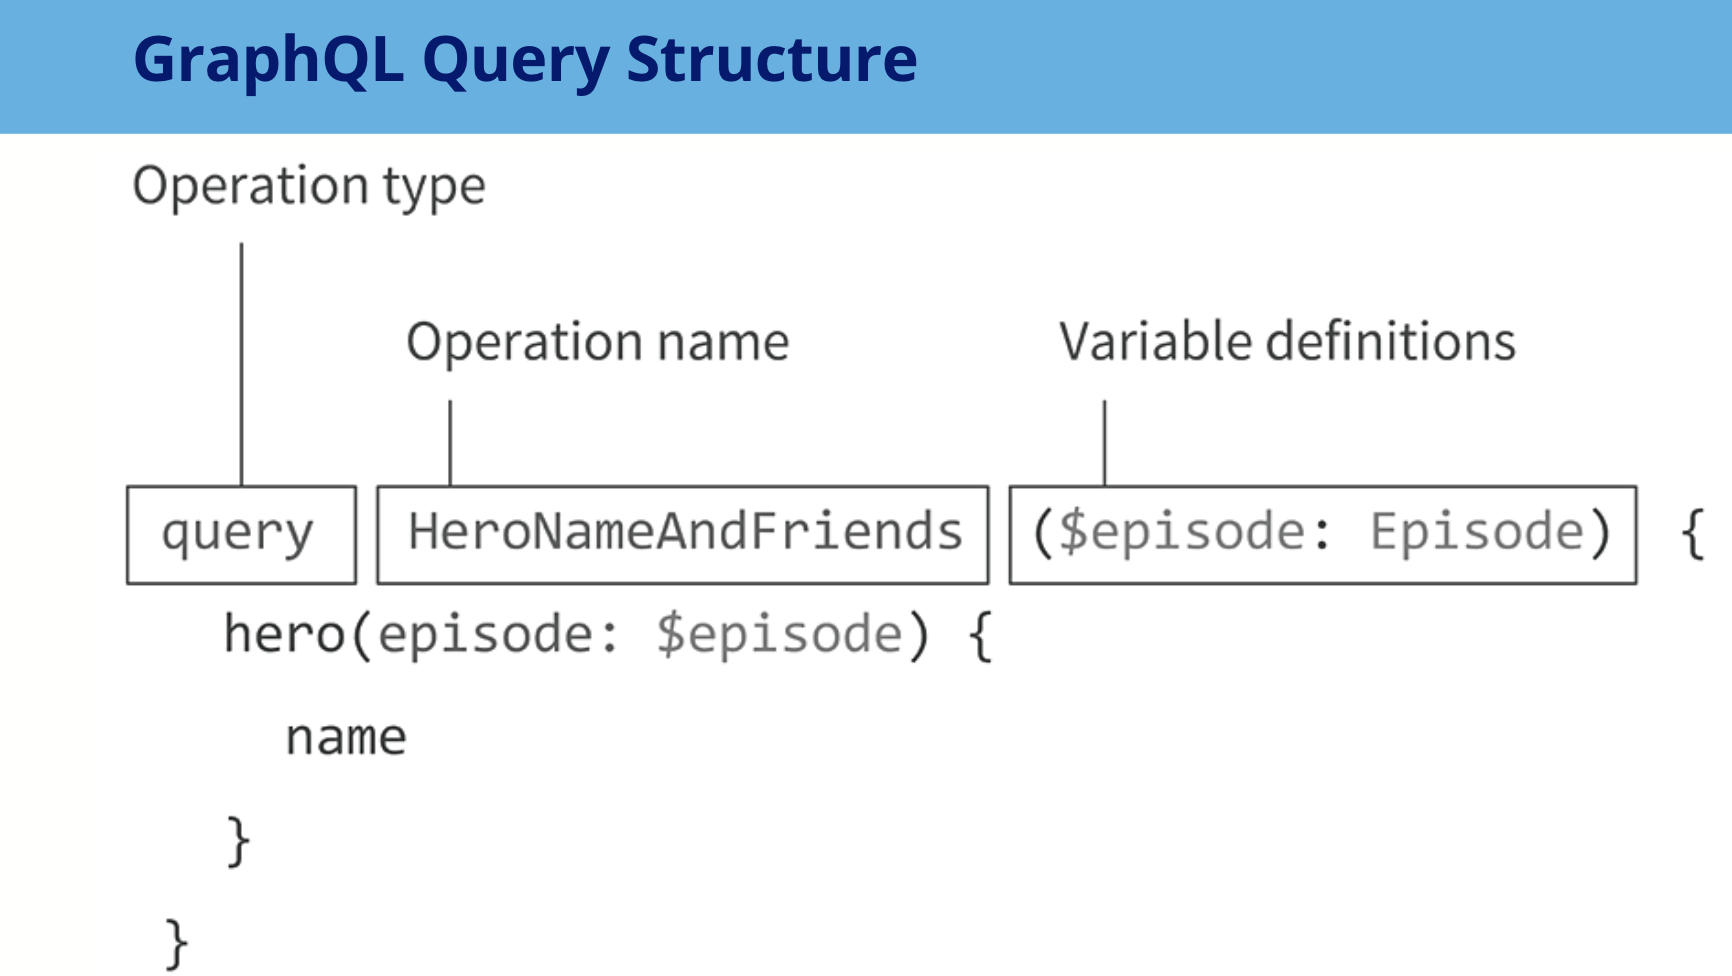 GraphQL Query Structure
Operation type
Operation name
Variable definitions
query HeroNameAndFriends ($episode: Episode) {
hero(episode: $episode) {
name
}
}